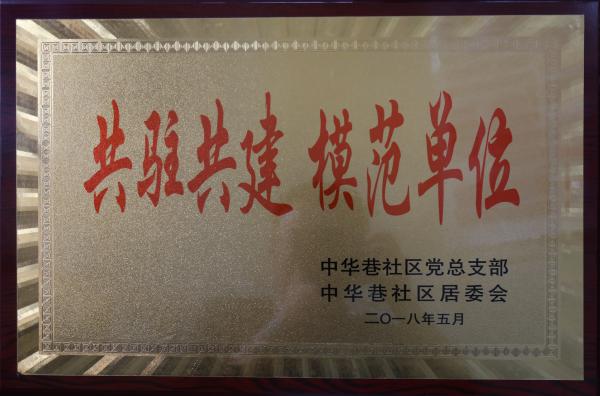 共驻共建 模范单位
中华巷社区党总支部
中华巷社区居委会
二〇一八年五月